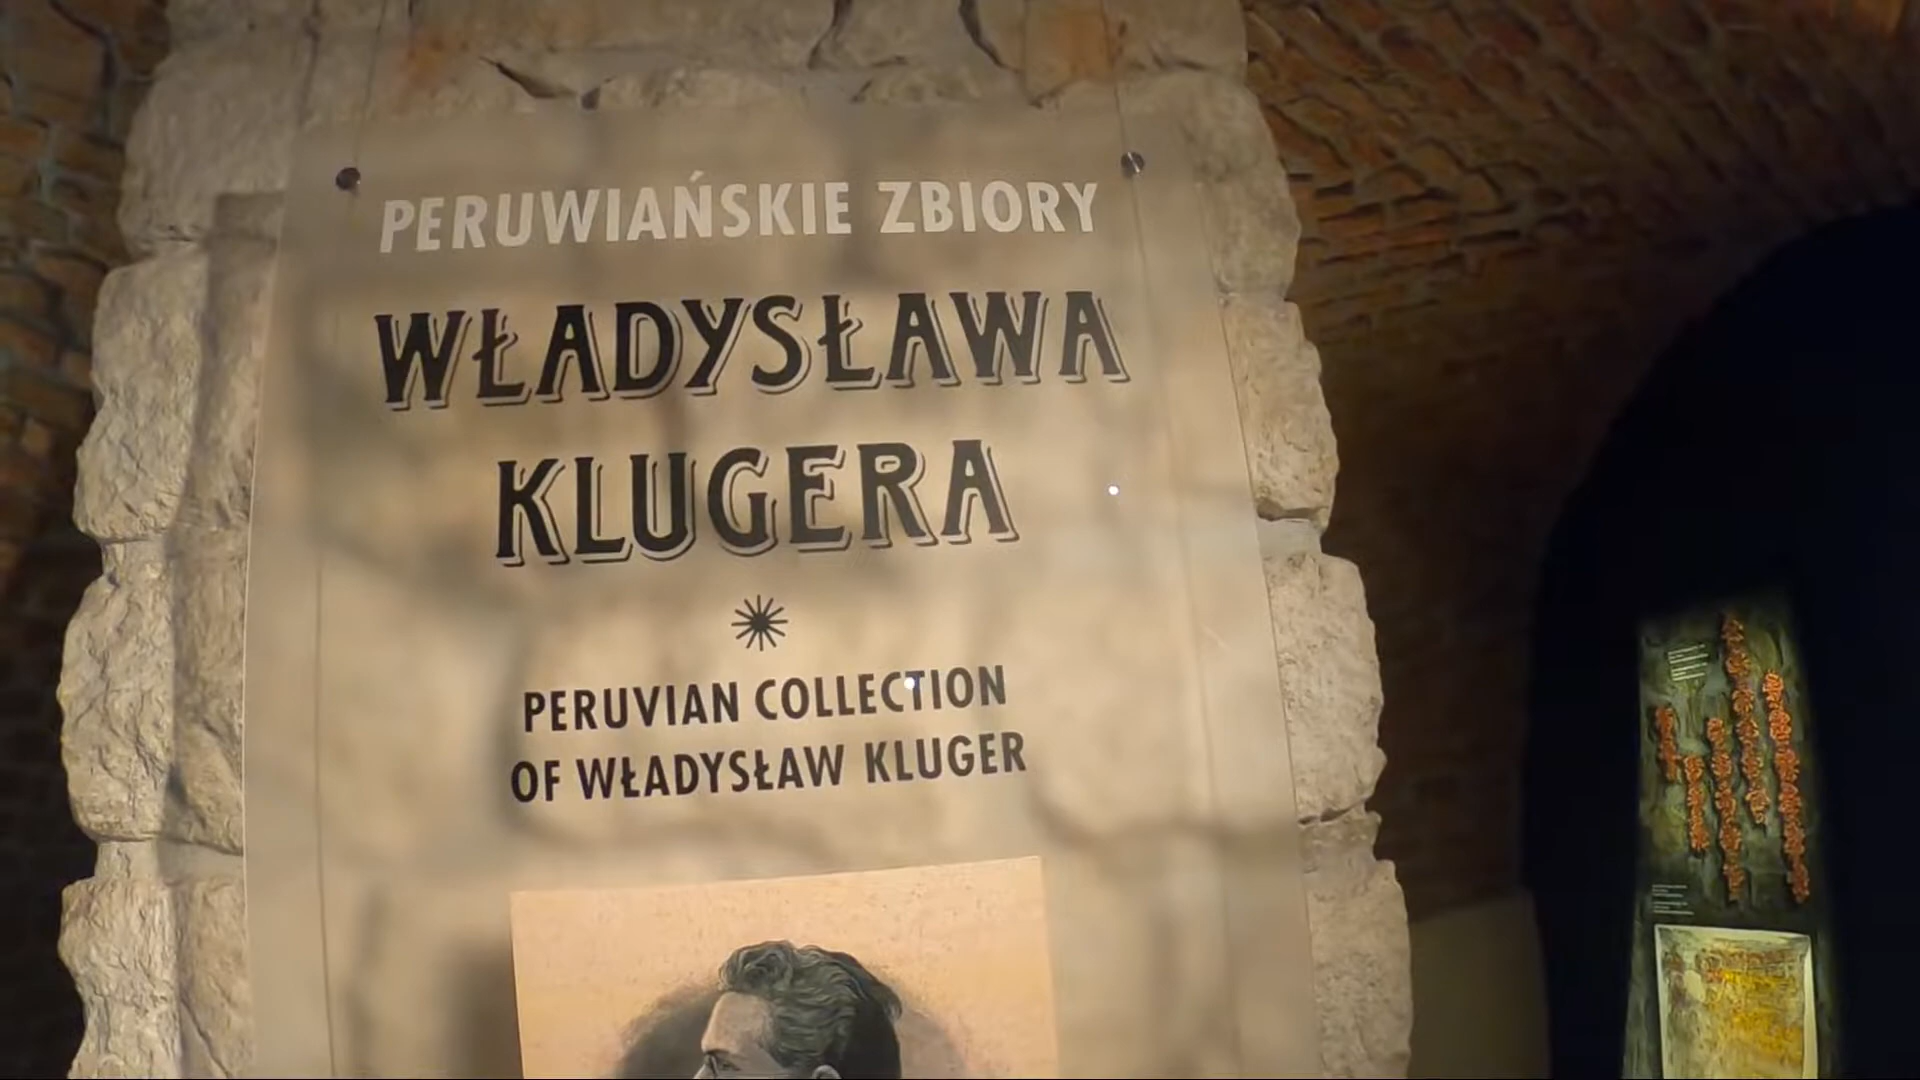 PERUWIAŃSKIE ZBIORY
WŁADYSŁAWA
KLUGERA
PERUVIAN COLLECTION
OF WŁADYSŁAW KLUGER